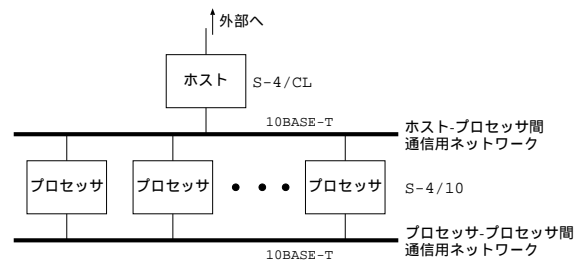 外部へ
ホスト
S-4/CL
10BASE-T
ホスト-プロセッサ間
通信用ネットワーク
プロセッサ
プロセッサ
プロセッサ
S-4/10
プロセッサ-プロセッサ間
通信用ネットワーク
10BASE-T